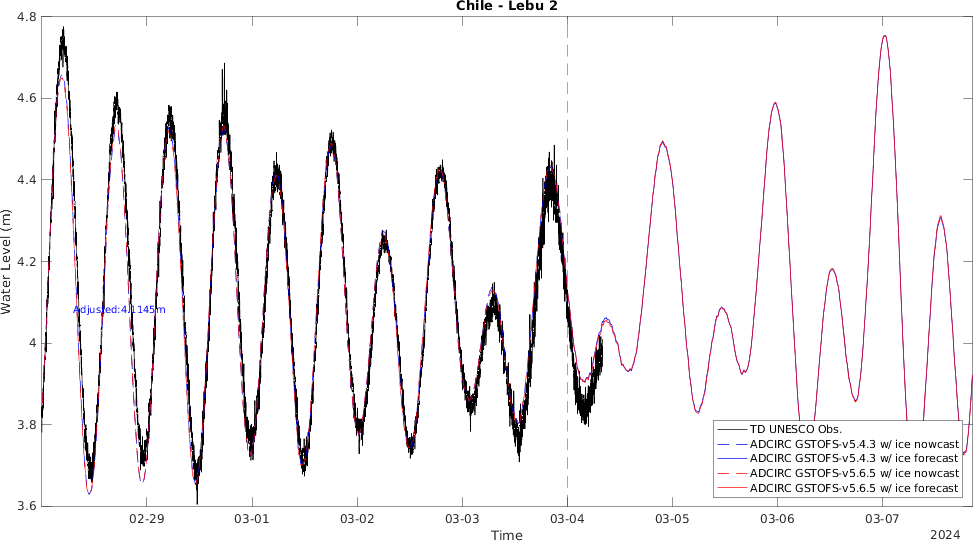 Chile - Lebu 2
4.8
4.6
4.4
4.2
4
3.8
3.6
Water Level (m)
Adjusted:4.1145m
TD UNESCO Obs.
ADCIRC GSTOFS-v5.4.3 w/ ice nowcast
ADCIRC GSTOFS-v5.4.3 w/ ice forecast
ADCIRC GSTOFS-v5.6.5 w/ ice nowcast
ADCIRC GSTOFS-v5.6.5 w/ ice forecast
02-29 03-01 03-02 03-03 03-04 03-05 03-06 03-07
Time
2024